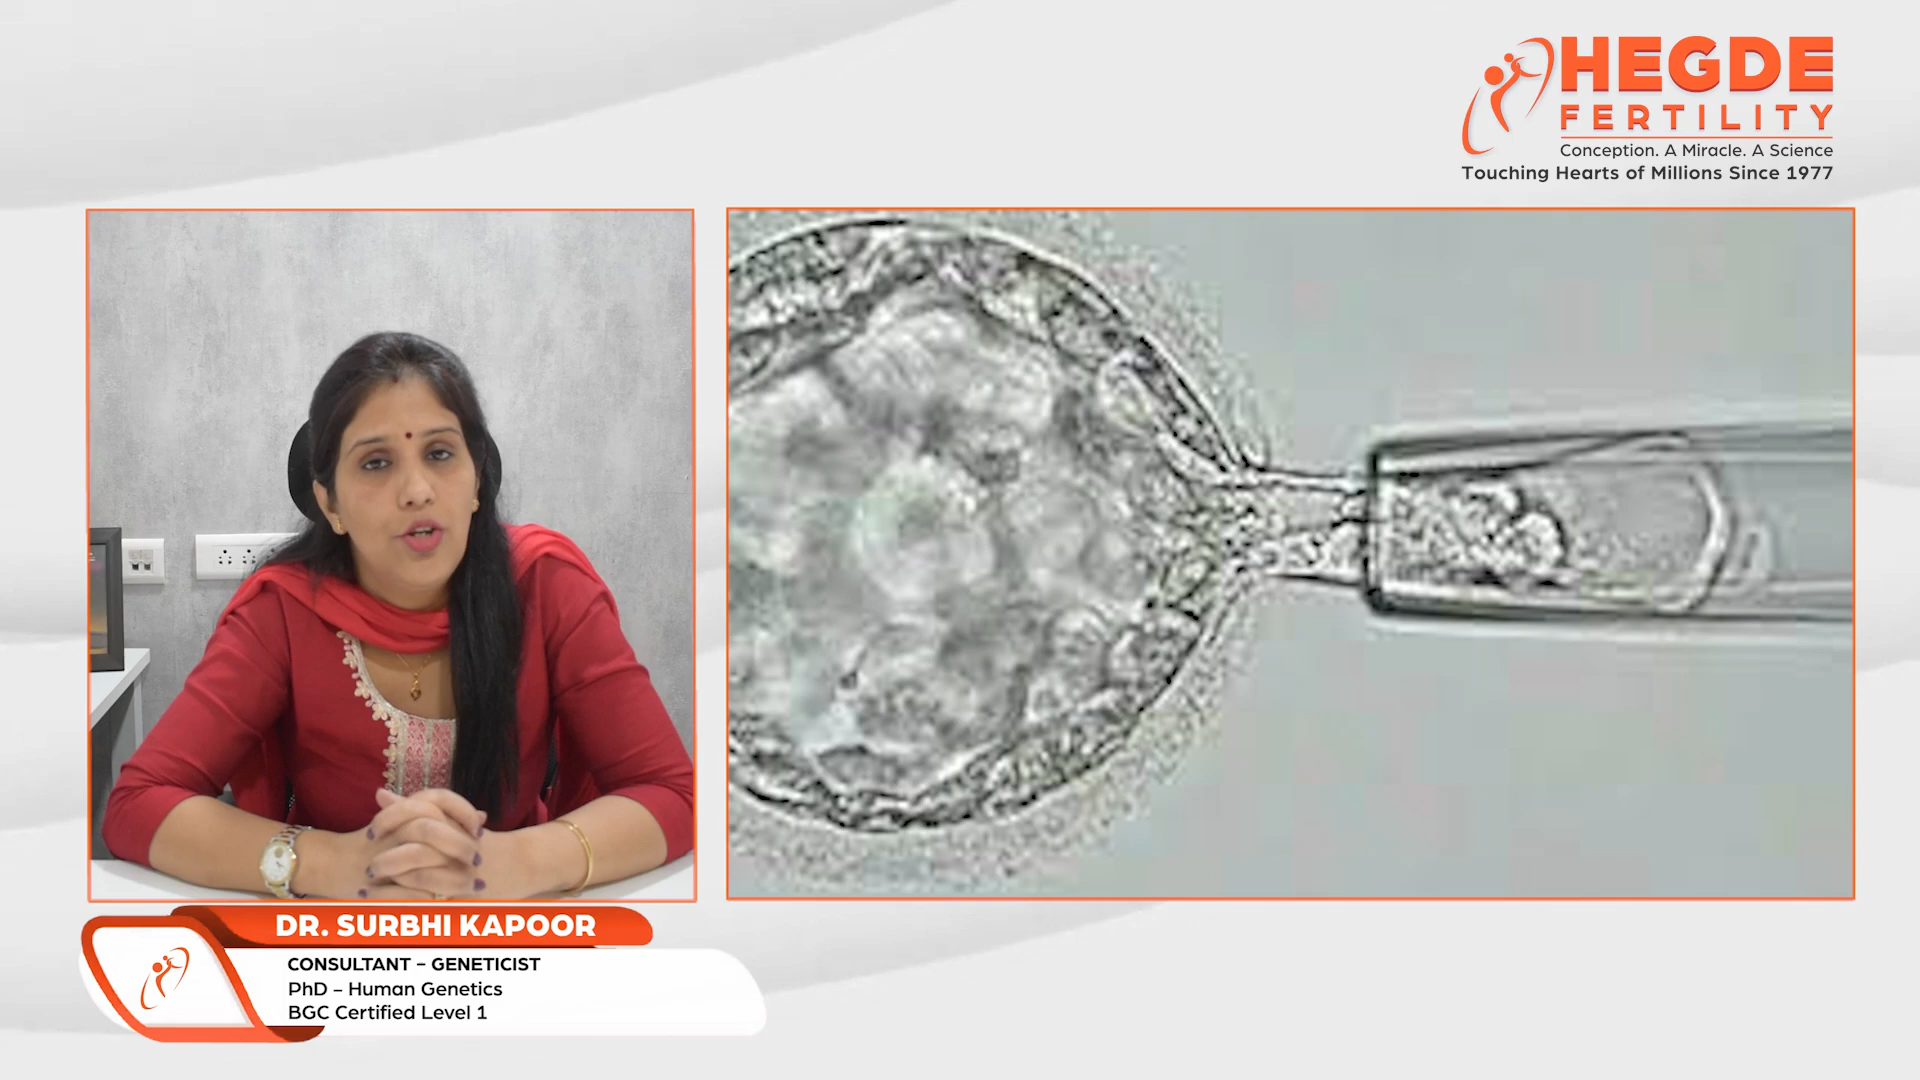 HEGDE
FERTILITY
Conception. A Miracle. A Science
Touching Hearts of Millions Since 1977
DR. SURBHI KAPOOR
CONSULTANT – GENETICIST
PhD – Human Genetics
BGC Certified Level 1